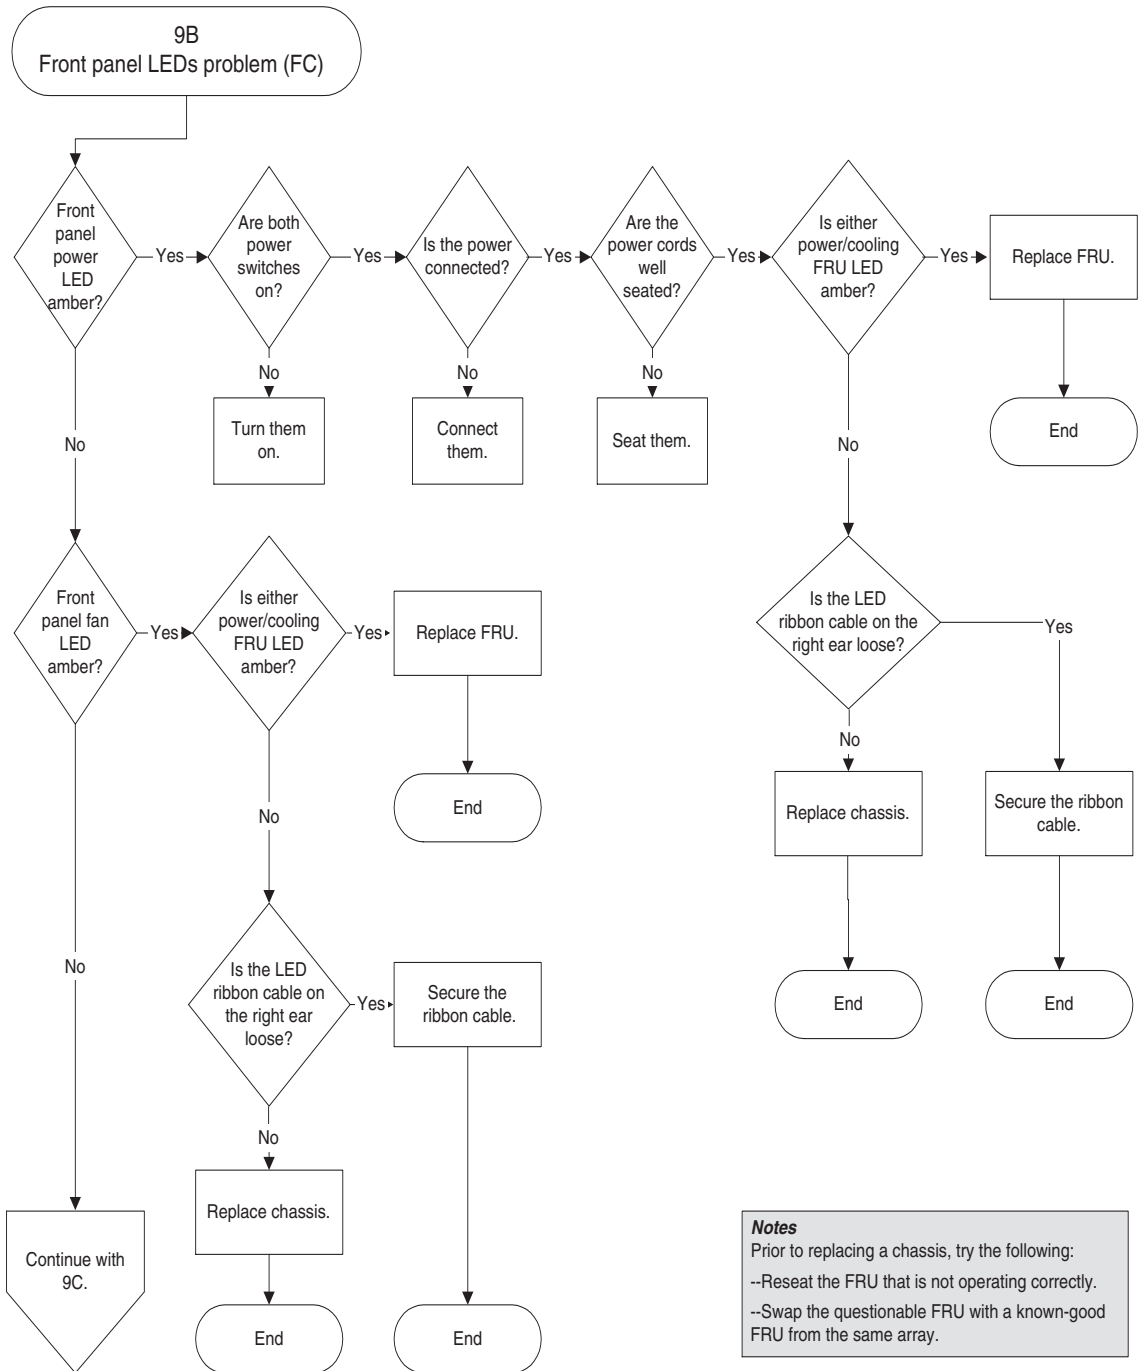 9B
Front panel LEDs problem (FC)
Front
panel
power
LED
amber?
Yes
Are both
power
switches
on?
Yes
Is the power
connected?
Yes
Are the
power cords
well
seated?
Yes
Is either
power/cooling
FRU LED
amber?
Yes
Replace FRU.
No
No
No
Turn them
on.
Connect
them.
Seat them.
End
No
No
Front
panel fan
LED
amber?
Yes
Is either
power/cooling
FRU LED
amber?
Yes
Replace FRU.
Is the LED
ribbon cable on the
right ear loose?
Yes
No
End
No
Replace chassis.
Secure the ribbon
cable.
No
Is the LED
ribbon cable on
the right ear
loose?
Yes
Secure the
ribbon cable.
End
End
No
Replace chassis.
Continue with
9C.
End
End
Notes
Prior to replacing a chassis, try the following:
--Reseat the FRU that is not operating correctly.
--Swap the questionable FRU with a known-good
FRU from the same array.